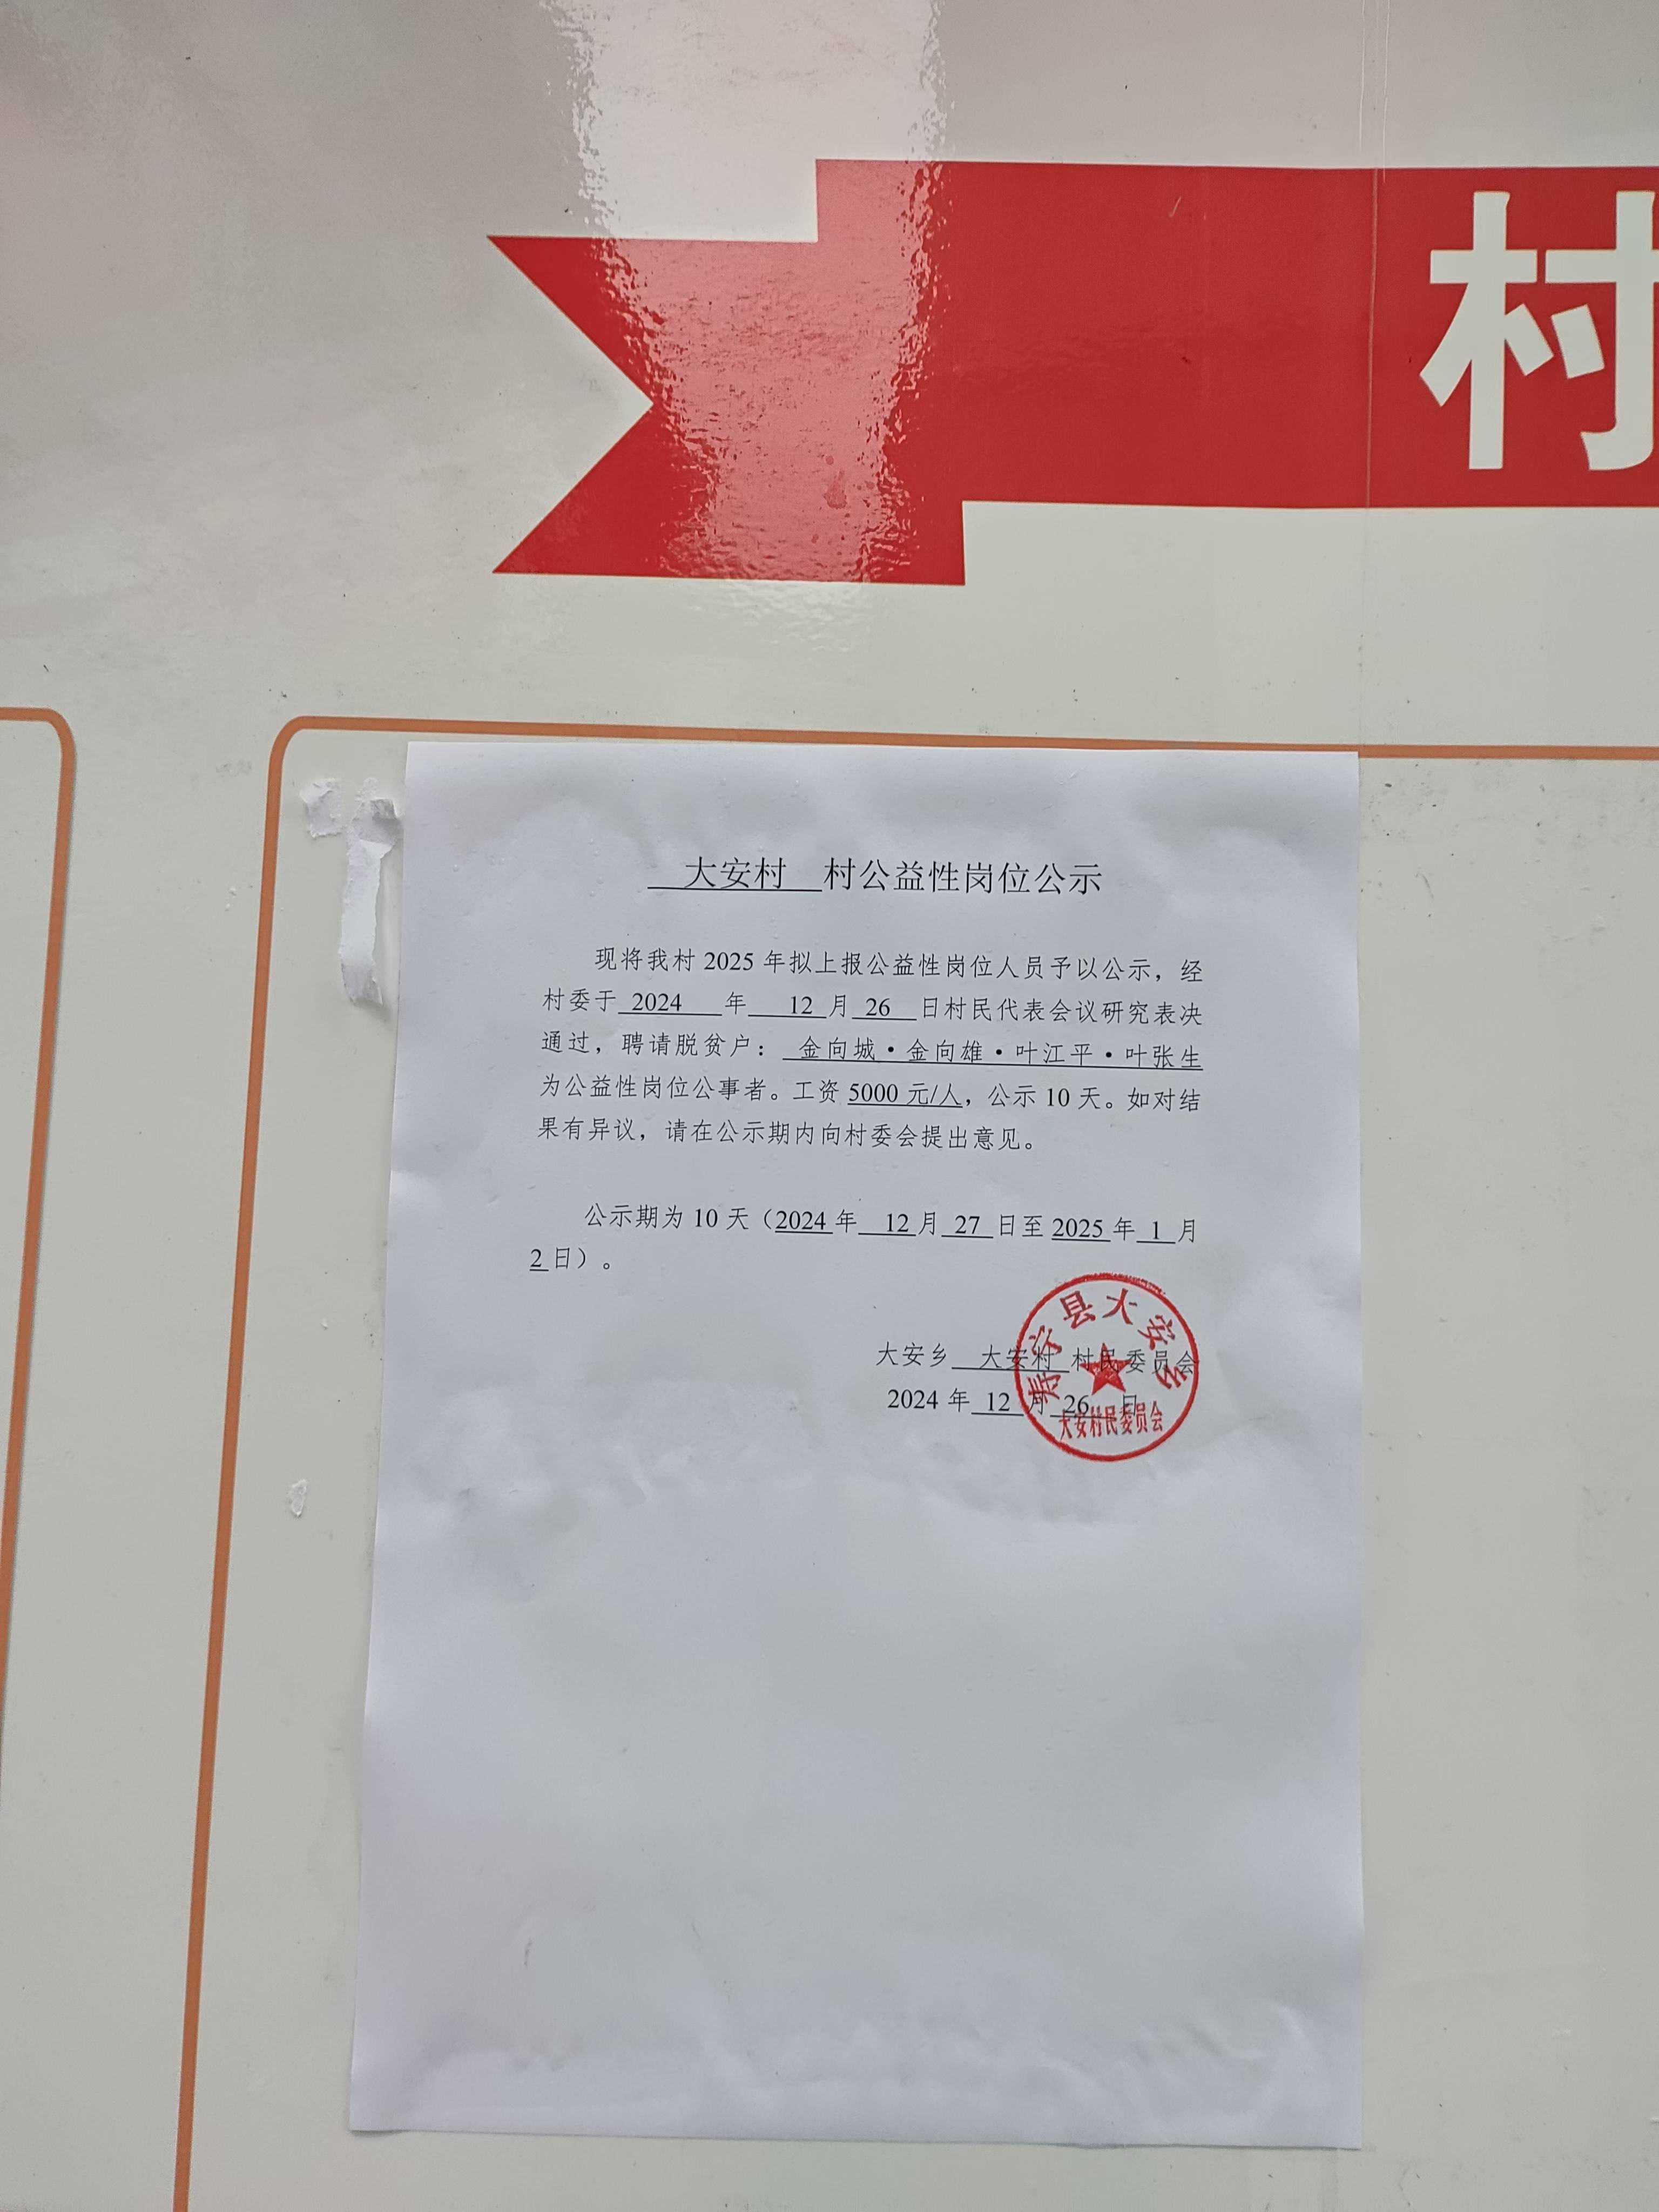 村
大安村 村公益性岗位公示
现将我村 2025 年拟上报公益性岗位人员予以公示，经
村委于 2024 年 12 月 26 日村民代表会议研究表决
通过，聘请脱贫户： 金向城·金向雄·叶江平·叶张生
为公益性岗位公事者。工资 5000 元/人，公示 10 天。如对结
果有异议，请在公示期内向村委会提出意见。
公示期为 10 天（2024 年 12 月 27 日至 2025 年 1 月
2 日）。
大安乡 大安村 村民委员会
2024 年 12 月 26 日
寿宁县大安乡
大安村民委员会